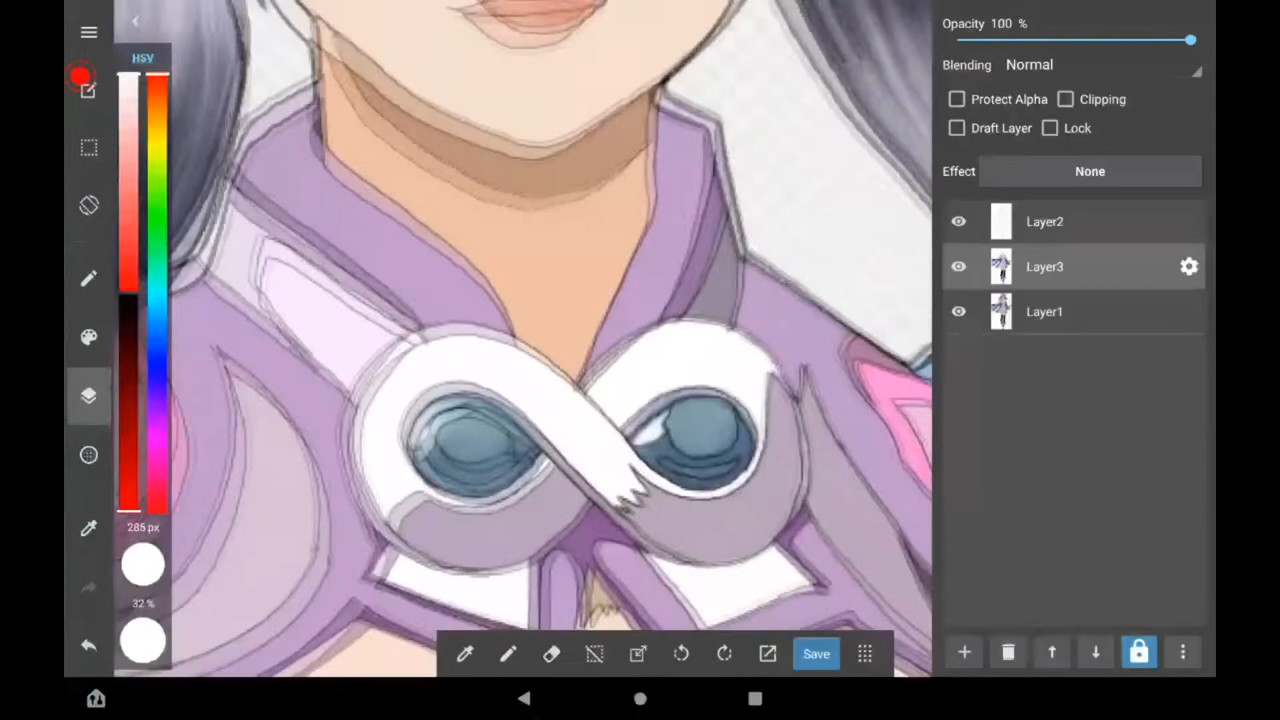 HSV
285 px
32 %
Save
Opacity 100 %
Blending Normal
Protect Alpha Clipping
Draft Layer Lock
Effect None
Layer2
Layer3
Layer1